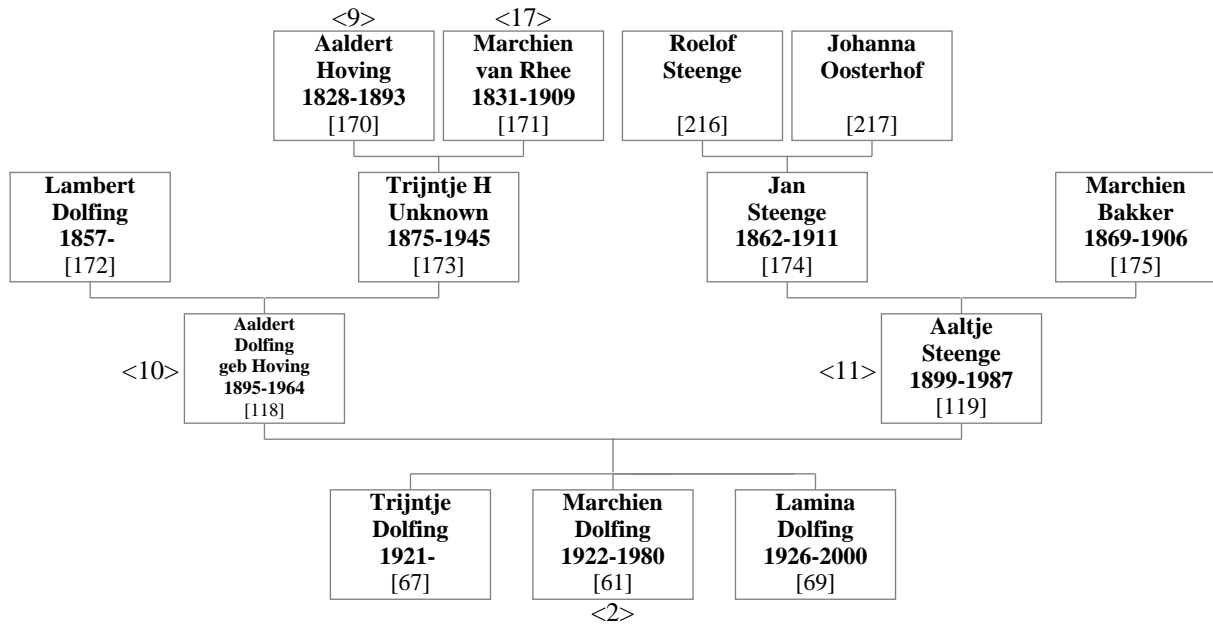 <9>
<17>
Aaldert
Hoving
1828-1893
[170]
Marchien
van Rhee
1831-1909
[171]
Roelof
Steenge
[216]
Johanna
Oosterhof
[217]
Lambert
Dolfing
1857-
[172]
Trijntje H
Unknown
1875-1945
[173]
Jan
Steenge
1862-1911
[174]
Marchien
Bakker
1869-1906
[175]
<10>
Aaldert
Dolfing
geb Hoving
1895-1964
[118]
<11>
Aaltje
Steenge
1899-1987
[119]
Trijntje
Dolfing
1921-
[67]
Marchien
Dolfing
1922-1980
[61]
<2>
Lamina
Dolfing
1926-2000
[69]